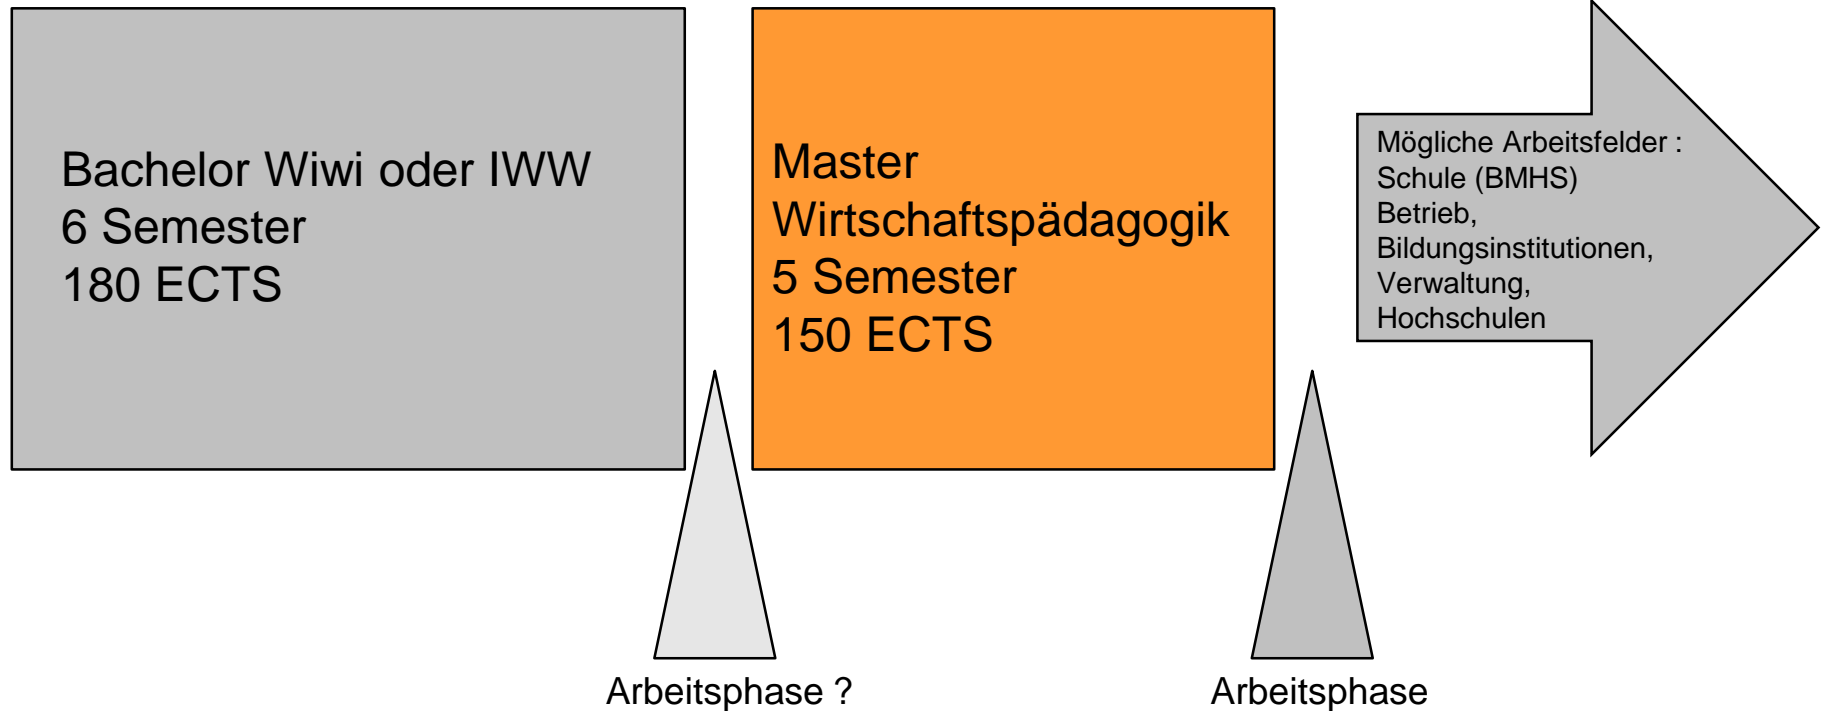 Bachelor Wiwi oder IWW
6 Semester
180 ECTS
Master
Wirtschaftspädagogik
5 Semester
150 ECTS
Mögliche Arbeitsfelder :
Schule (BMHS)
Betrieb,
Bildungsinstitutionen,
Verwaltung,
Hochschulen
Arbeitsphase ?
Arbeitsphase